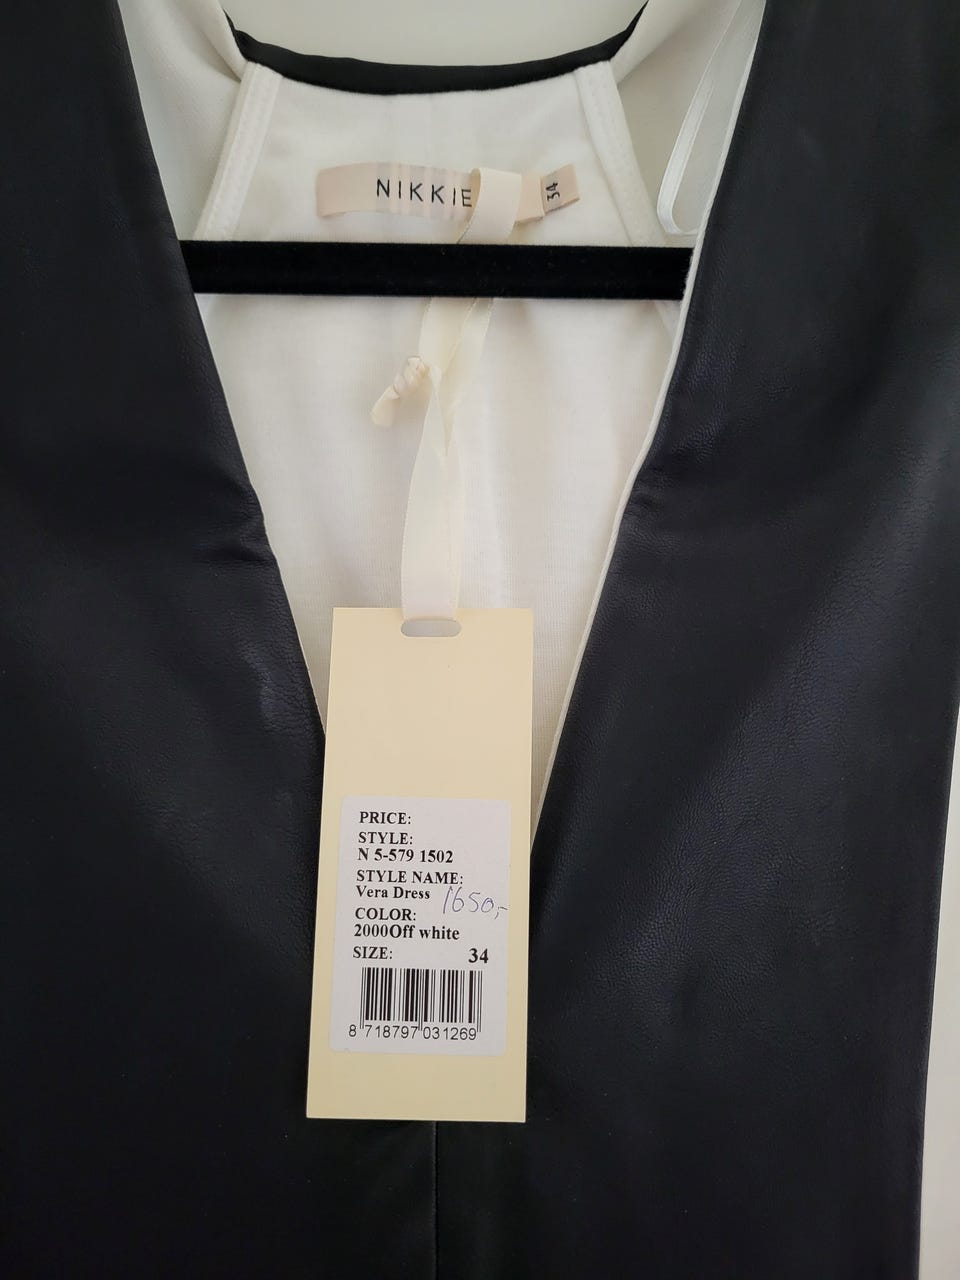 NIKKIE
34
PRICE:
STYLE:
N 5-579 1502
STYLE NAME:
Vera Dress 1650,-
COLOR:
2000Off white
SIZE: 34
8 718797 031269